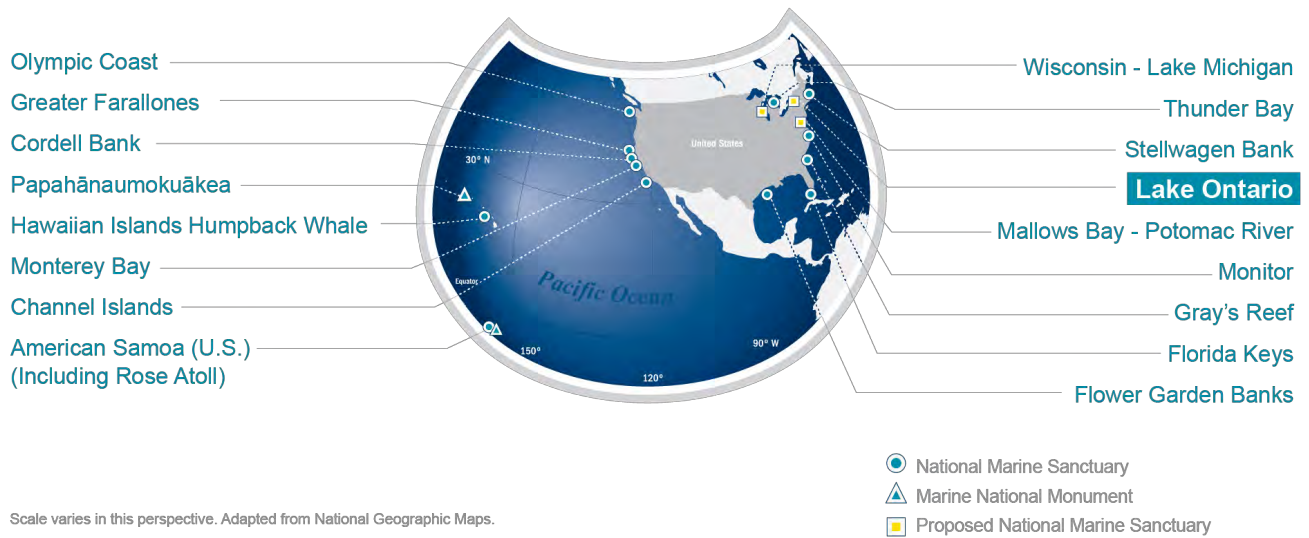 Olympic Coast
Greater Farallones
Cordell Bank
Papahānaumokuākea
Hawaiian Islands Humpback Whale
Monterey Bay
Channel Islands
American Samoa (U.S.)
(Including Rose Atoll)
30° N
United States
Equator
Pacific Ocean
150°
120°
90° W
Wisconsin - Lake Michigan
Thunder Bay
Stellwagen Bank
Lake Ontario
Mallows Bay - Potomac River
Monitor
Gray’s Reef
Florida Keys
Flower Garden Banks
National Marine Sanctuary
Marine National Monument
Proposed National Marine Sanctuary
Scale varies in this perspective. Adapted from National Geographic Maps.